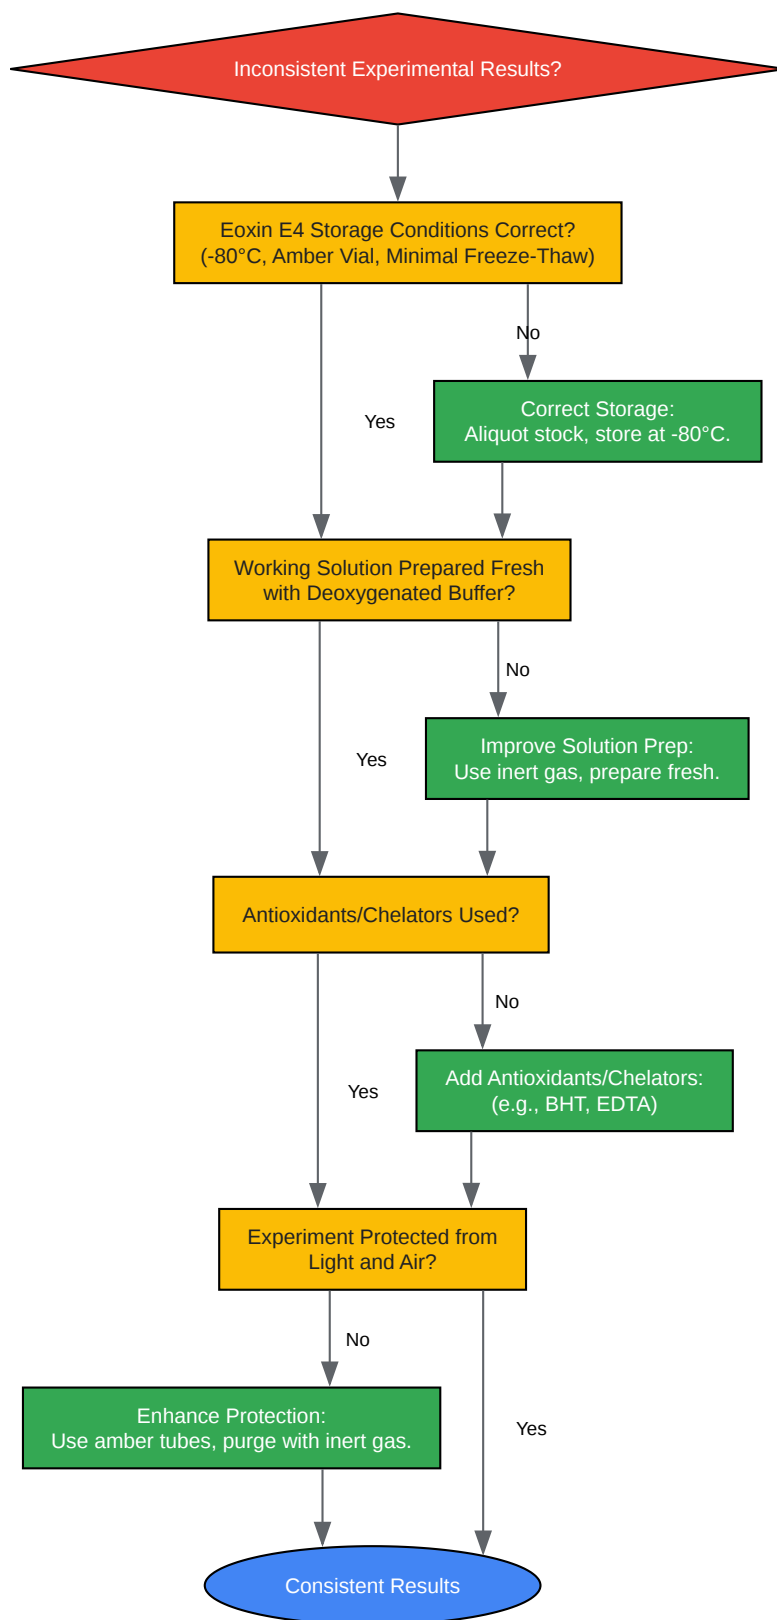 Inconsistent Experimental Results?
Eoxin E4 Storage Conditions Correct?
(-80°C, Amber Vial, Minimal Freeze-Thaw)
No
Correct Storage:
Aliquot stock, store at -80°C.
Yes
Working Solution Prepared Fresh
with Deoxygenated Buffer?
No
Improve Solution Prep:
Use inert gas, prepare fresh.
Yes
Antioxidants/Chelators Used?
No
Add Antioxidants/Chelators:
(e.g., BHT, EDTA)
Yes
Experiment Protected from
Light and Air?
No
Enhance Protection:
Use amber tubes, purge with inert gas.
Yes
Consistent Results